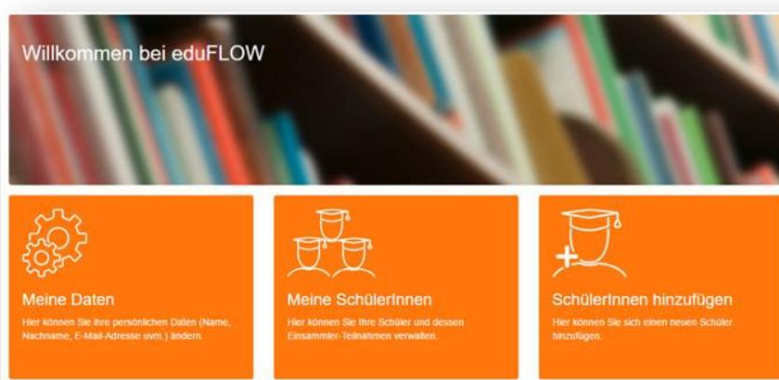 Willkommen bei eduFLOW
Meine Daten
Hier können Sie ihre persönlichen Daten (Name,
Nachname, E-Mail-Adresse uvm.) ändern.
Meine SchülerInnen
Hier können Sie Ihre Schüler und dessen
Einsammler-Teilnahmen verwalten.
SchülerInnen hinzufügen
Hier können Sie sich einen neuen Schüler
hinzufügen.